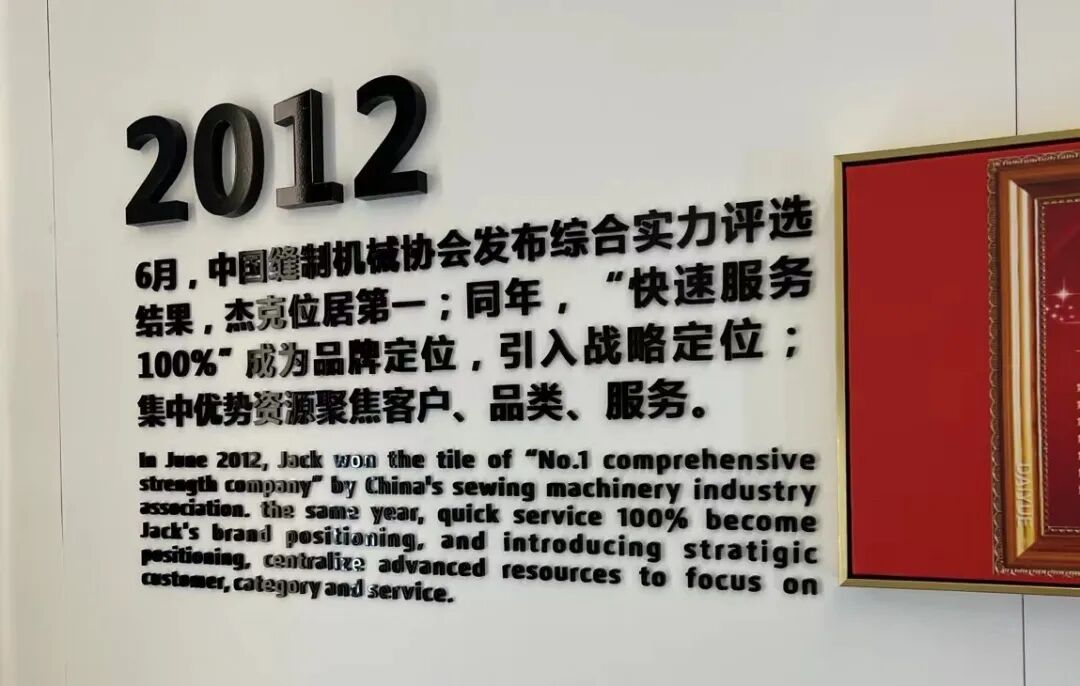 2012
6月，中国缝制机械协会发布综合实力评选
结果，杰克位居第一；同年，“快速服务
100%”成为品牌定位，引入战略定位；
集中优势资源聚焦客户、品类、服务。
In June 2012, Jack won the tile of “No.1 comprehensive
strength company” by China's sewing machinery industry
association. the same year, quick service 100% become
Jack's brand positioning, and introducing stratigic
positioning, centralize advanced resources to focus on
customer, category and service.